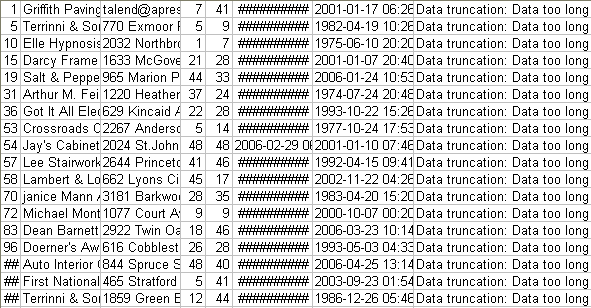 1 Griffith Paving talend@apres 7 41 ########## 2001-01-17 06:26 Data truncation: Data too long
5 Terrinni & So 770 Exmoor F 5 9 ########## 1982-04-19 10:26 Data truncation: Data too long
10 Elle Hypnosis 2032 Northbro 1 7 ########## 1975-06-10 20:20 Data truncation: Data too long
15 Darcy Frame 1633 McGove 21 28 ########## 2001-01-07 20:40 Data truncation: Data too long
19 Salt & Peppe 965 Marion P 44 33 ########## 2006-01-24 10:53 Data truncation: Data too long
31 Arthur M. Fei 1220 Heather 37 24 ########## 1974-07-24 20:48 Data truncation: Data too long
36 Got It All Elec 629 Kincaid A 22 28 ########## 1993-10-22 15:26 Data truncation: Data too long
53 Crossroads C 2267 Anderso 5 14 ########## 1977-10-24 17:53 Data truncation: Data too long
54 Jay's Cabinet 2024 St.John 48 48 2006-02-29 06 2001-01-10 07:46 Data truncation: Data too long
57 Lee Stairwork 2644 Princeto 41 46 ########## 1992-04-15 09:41 Data truncation: Data too long
58 Lambert & Lo 662 Lyons Ci 45 17 ########## 2002-11-22 04:26 Data truncation: Data too long
70 janice Mann A 3181 Barkwoo 28 35 ########## 1983-04-20 15:20 Data truncation: Data too long
72 Michael Mont 1077 Court Av 9 9 ########## 2000-10-07 00:20 Data truncation: Data too long
83 Dean Barnett 2922 Twin Oa 18 46 ########## 2006-03-23 10:14 Data truncation: Data too long
96 Doerner's Aw 616 Cobblest 26 28 ########## 1993-05-03 04:33 Data truncation: Data too long
## Auto Interior C 844 Spruce S 48 40 ########## 2006-04-25 13:14 Data truncation: Data too long
## First National 465 Stratford 5 41 ########## 2003-09-23 01:54 Data truncation: Data too long
## Terrinni & So 1859 Green B 12 44 ########## 1986-12-26 05:46 Data truncation: Data too long